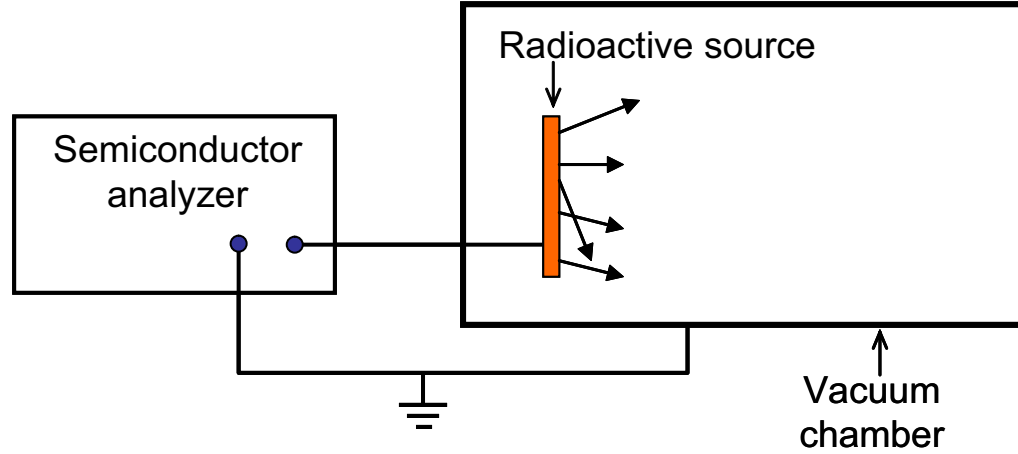 Radioactive source
Semiconductor
analyzer
Vacuum
chamber